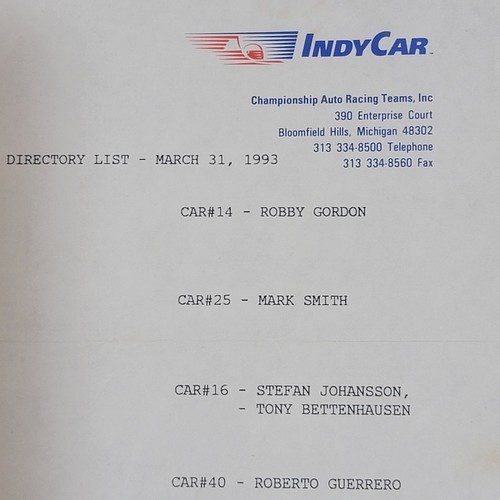 INDYCAR
Championship Auto Racing Teams, Inc
390 Enterprise Court
Bloomfield Hills, Michigan 48302
313 334-8500 Telephone
313 334-8560 Fax
DIRECTORY LIST - MARCH 31, 1993
CAR#14 - ROBBY GORDON
CAR#25 - MARK SMITH
CAR#16 - STEFAN JOHANSSON,
- TONY BETTENHAUSEN
CAR#40 - ROBERTO GUERRERO